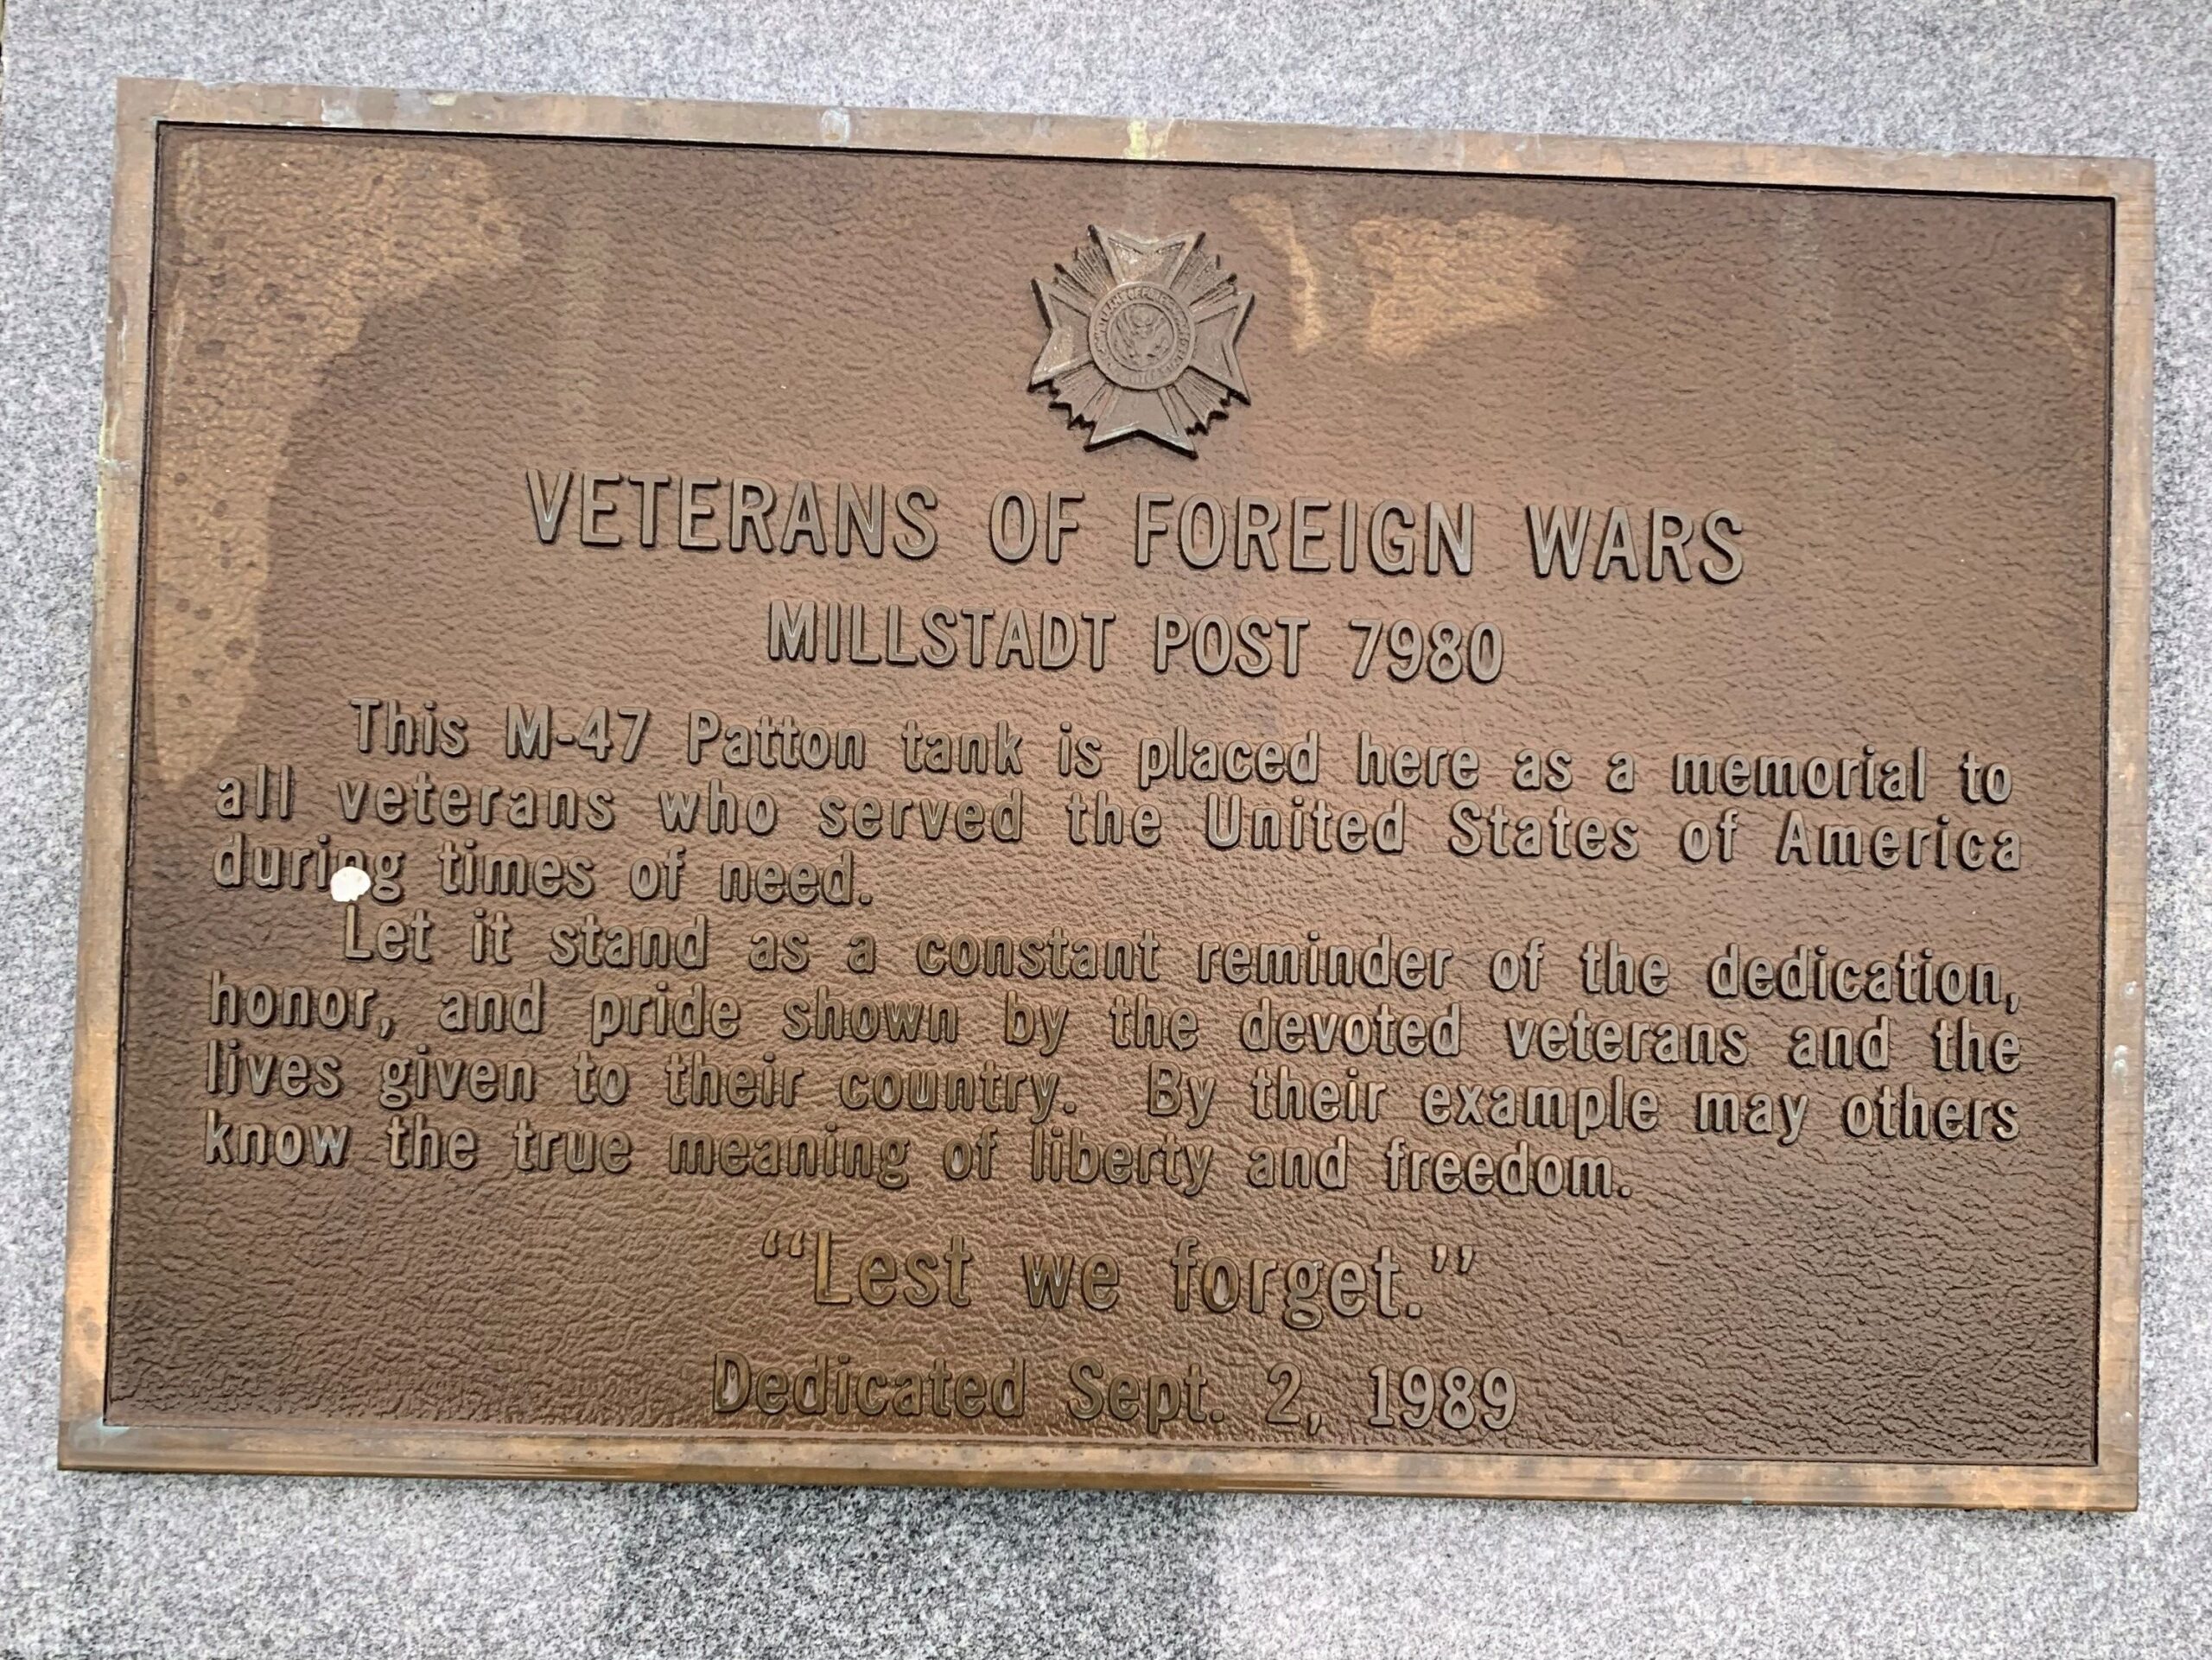 VETERANS OF FOREIGN WARS
MILLSTADT POST 7980
This M-47 Patton tank is placed here as a memorial to
all veterans who served the United States of America
during times of need.
Let it stand as a constant reminder of the dedication,
honor, and pride shown by the devoted veterans and the
lives given to their country. By their example may others
know the true meaning of liberty and freedom.
“Lest we forget.”
Dedicated Sept. 2, 1989